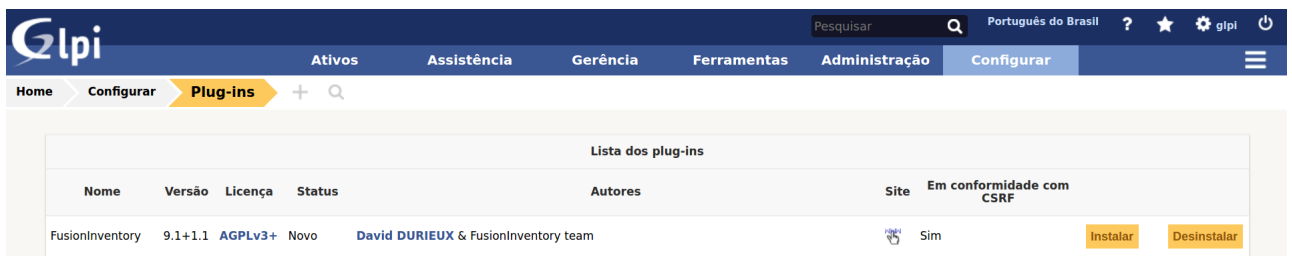 Glpi
Pesquisar Português do Brasil ? glpi
Ativos Assistência Gerência Ferramentas Administração Configurar
Home Configurar Plug-ins
Lista dos plug-ins
Nome Versão Licença Status Autores Site Em conformidade com CSRF
FusionInventory 9.1+1.1 AGPLv3+ Novo David DURIEUX & FusionInventory team Sim Instalar Desinstalar